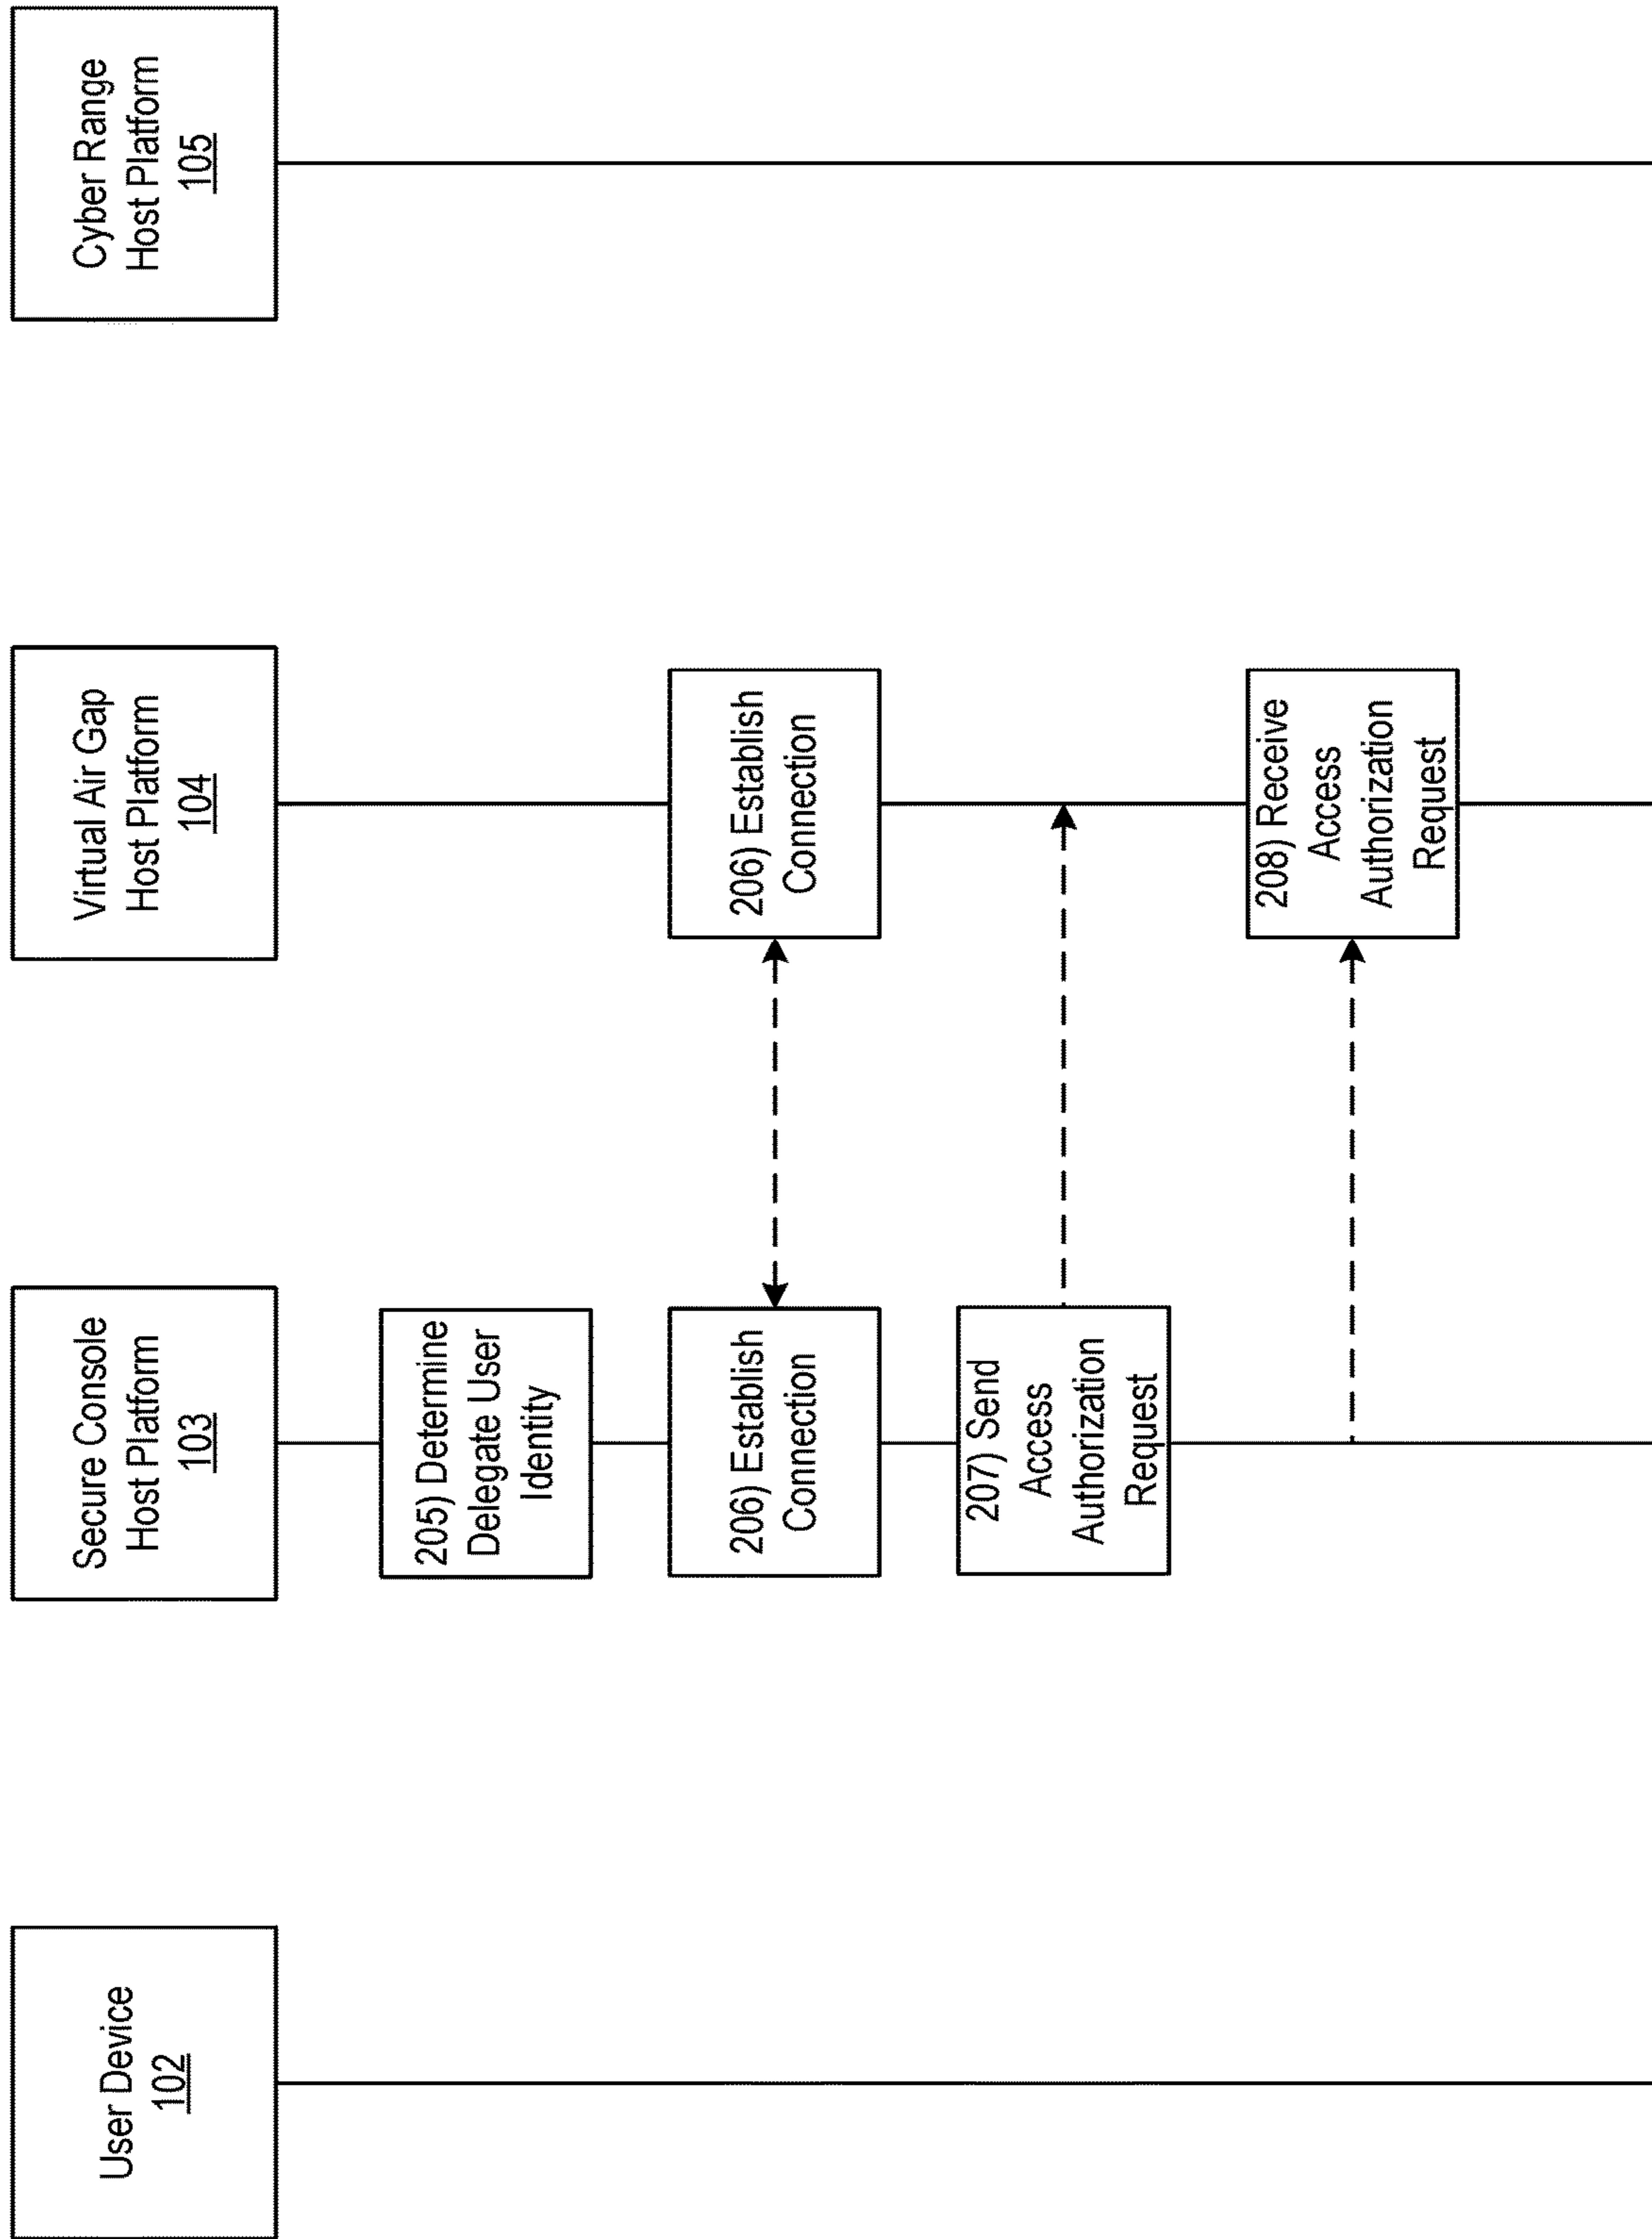 User Device
102
Secure Console
Host Platform
103
Virtual Air Gap
Host Platform
104
Cyber Range
Host Platform
105
205) Determine
Delegate User
Identity
206) Establish
Connection
206) Establish
Connection
207) Send
Access
Authorization
Request
208) Receive
Access
Authorization
Request